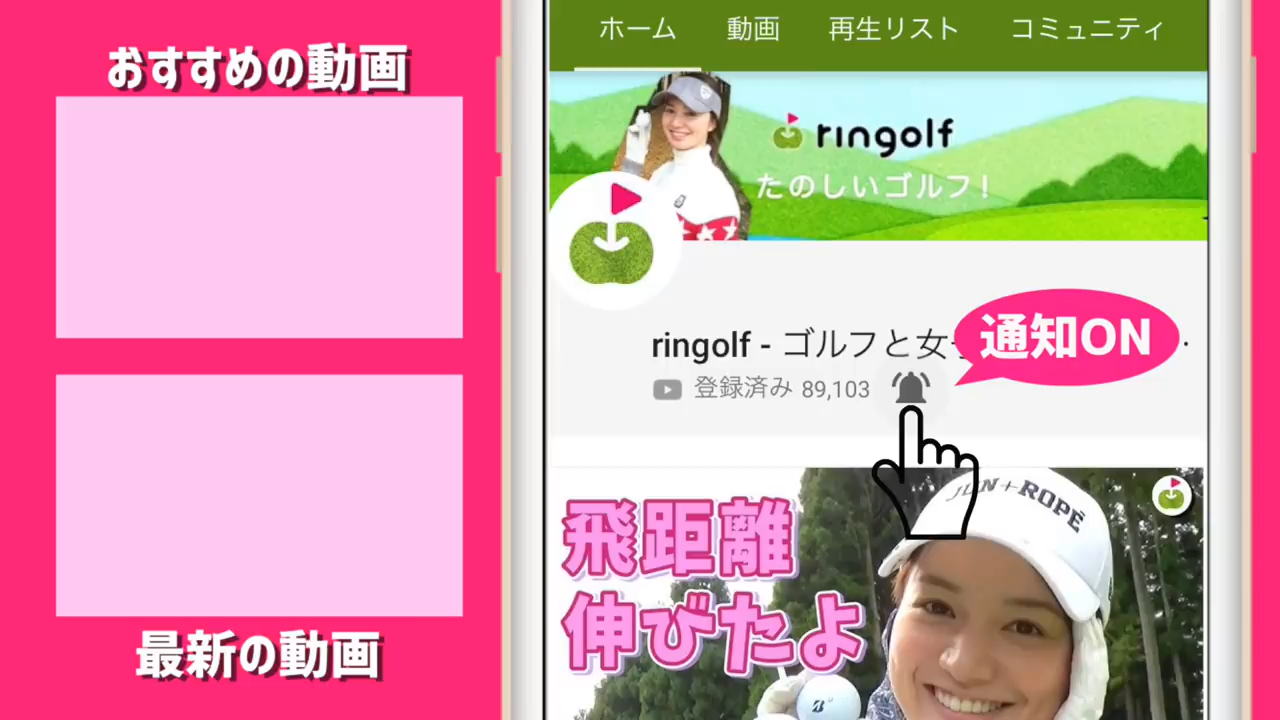 おすすめの動画
最新の動画
ホーム 動画 再生リスト コミュニティ
ringolf
たのしいゴルフ!
ringolf - ゴルフと女
通知ON
登録済み 89,103
飛距離
伸びたよ
JUN+ROPÉ
B